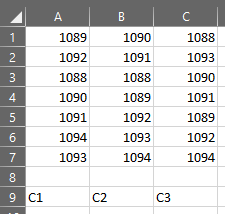 A B C
1 1089 1090 1088
2 1092 1091 1093
3 1088 1088 1090
4 1090 1089 1091
5 1091 1092 1089
6 1094 1093 1092
7 1093 1094 1094
8
9 C1 C2 C3